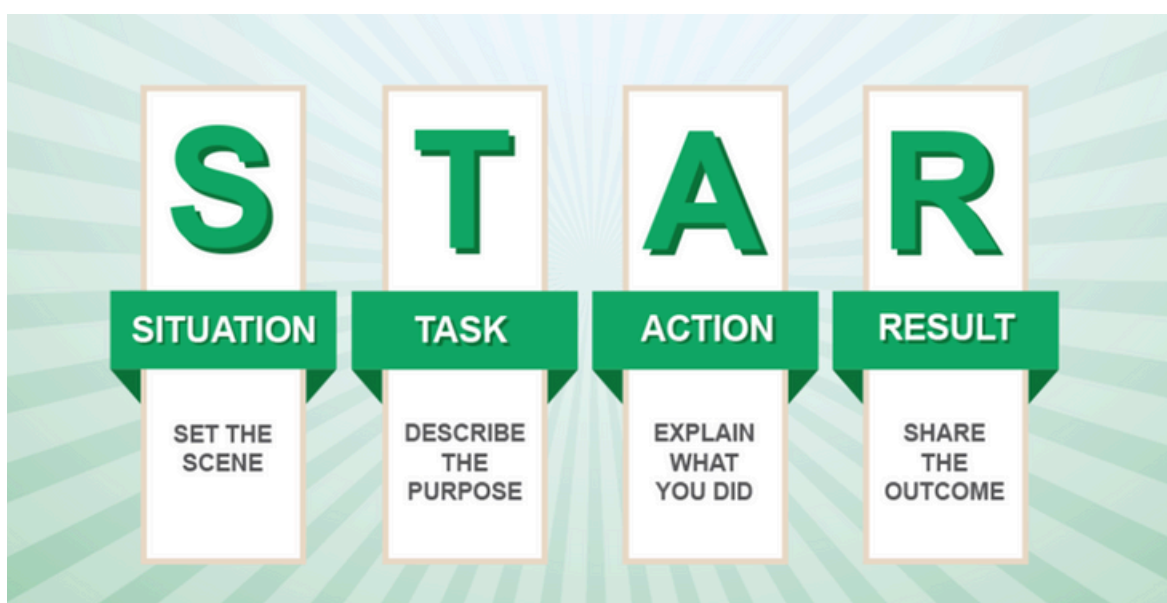 S
SITUATION
SET THE
SCENE
T
TASK
DESCRIBE
THE
PURPOSE
A
ACTION
EXPLAIN
WHAT
YOU DID
R
RESULT
SHARE
THE
OUTCOME